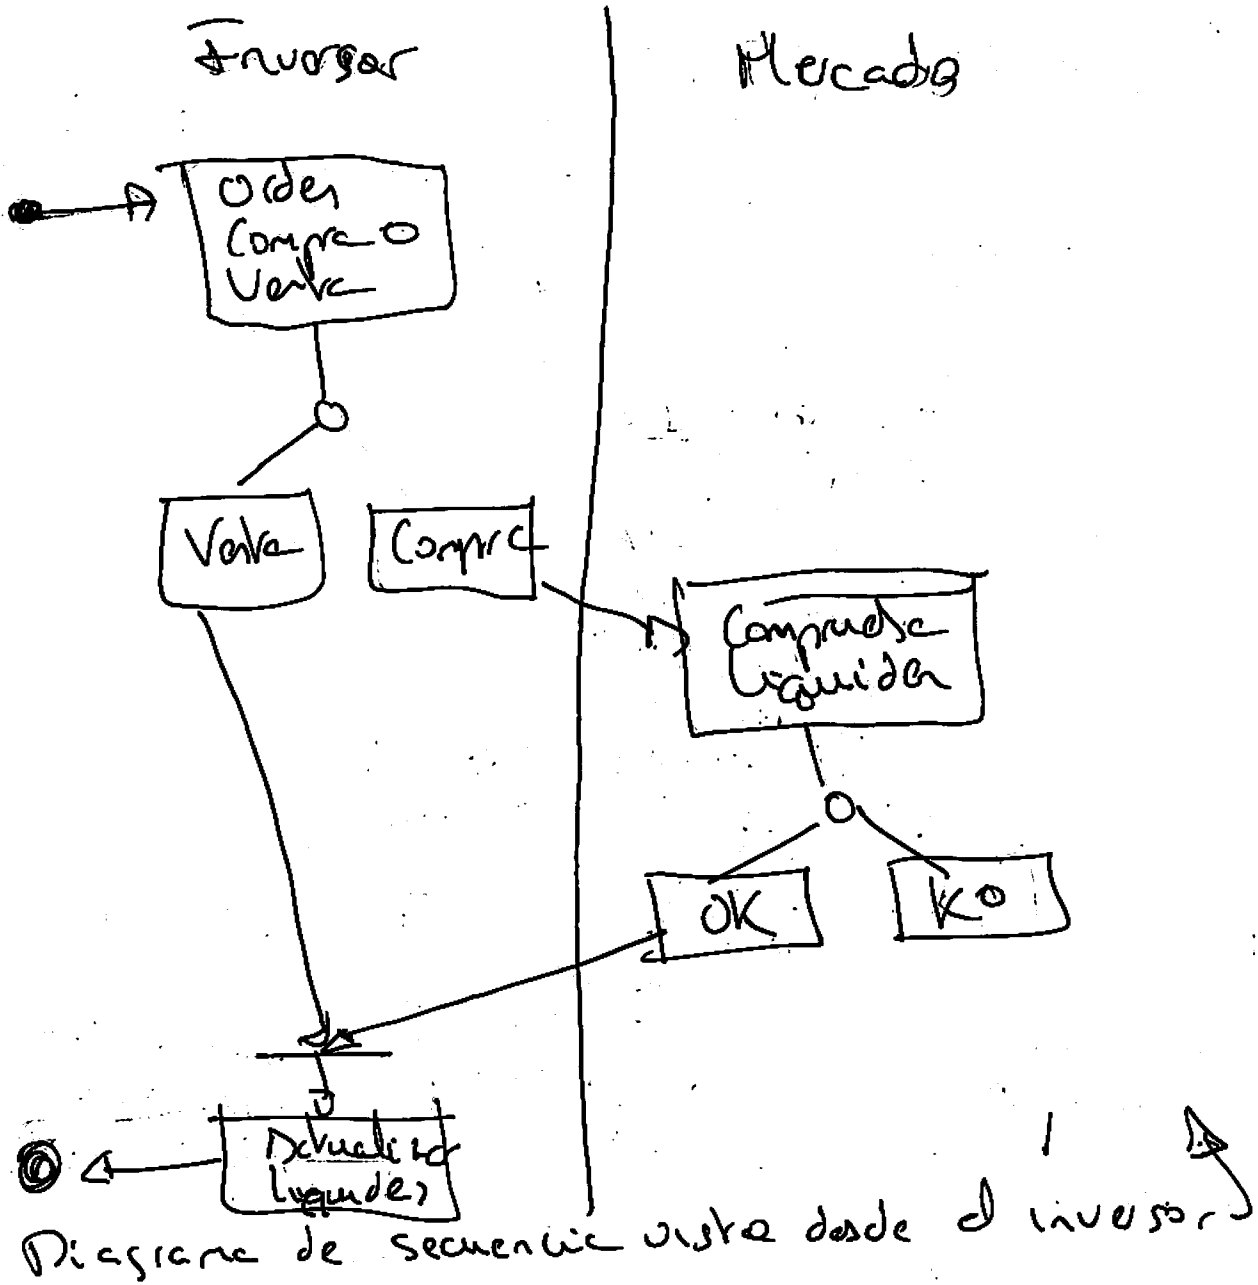 Inversor
Mercado
Orden
Compra O
Venta
Venta
Compra
Comprueba
Liquidez
OK
KO
Actualizar
Liquidez
Diagrama de secuencia vista desde el inversor